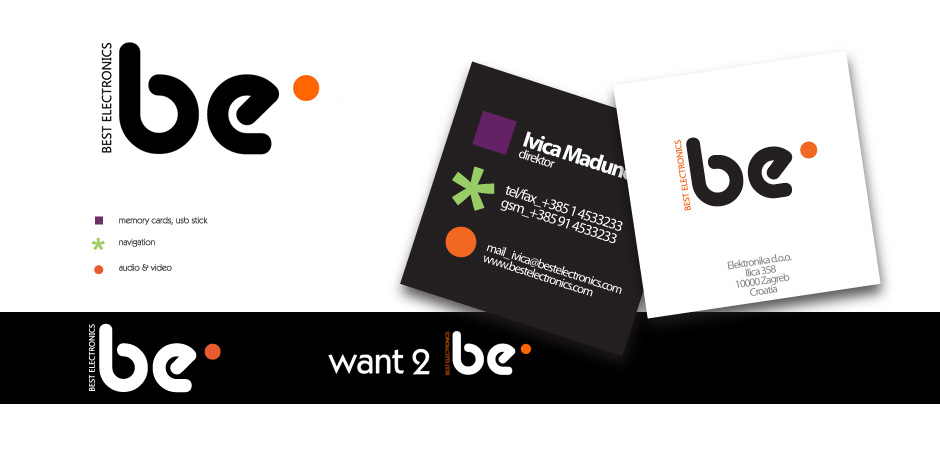 BEST ELECTRONICS
be
memory cards, usb stick
navigation
audio & video
direktor
Ivica
tel/fax_+385 1 4533233
gsm_+385 91 4533233
mail_ivica@bestelectronics.com
www.bestelectronics.com
BEST ELECTRONICS
be
Elektronika d.o.o.
Ilica 358
10000 Zagreb
Croatia
BEST ELECTRONICS
be
want 2
BEST ELECTRONICS
be